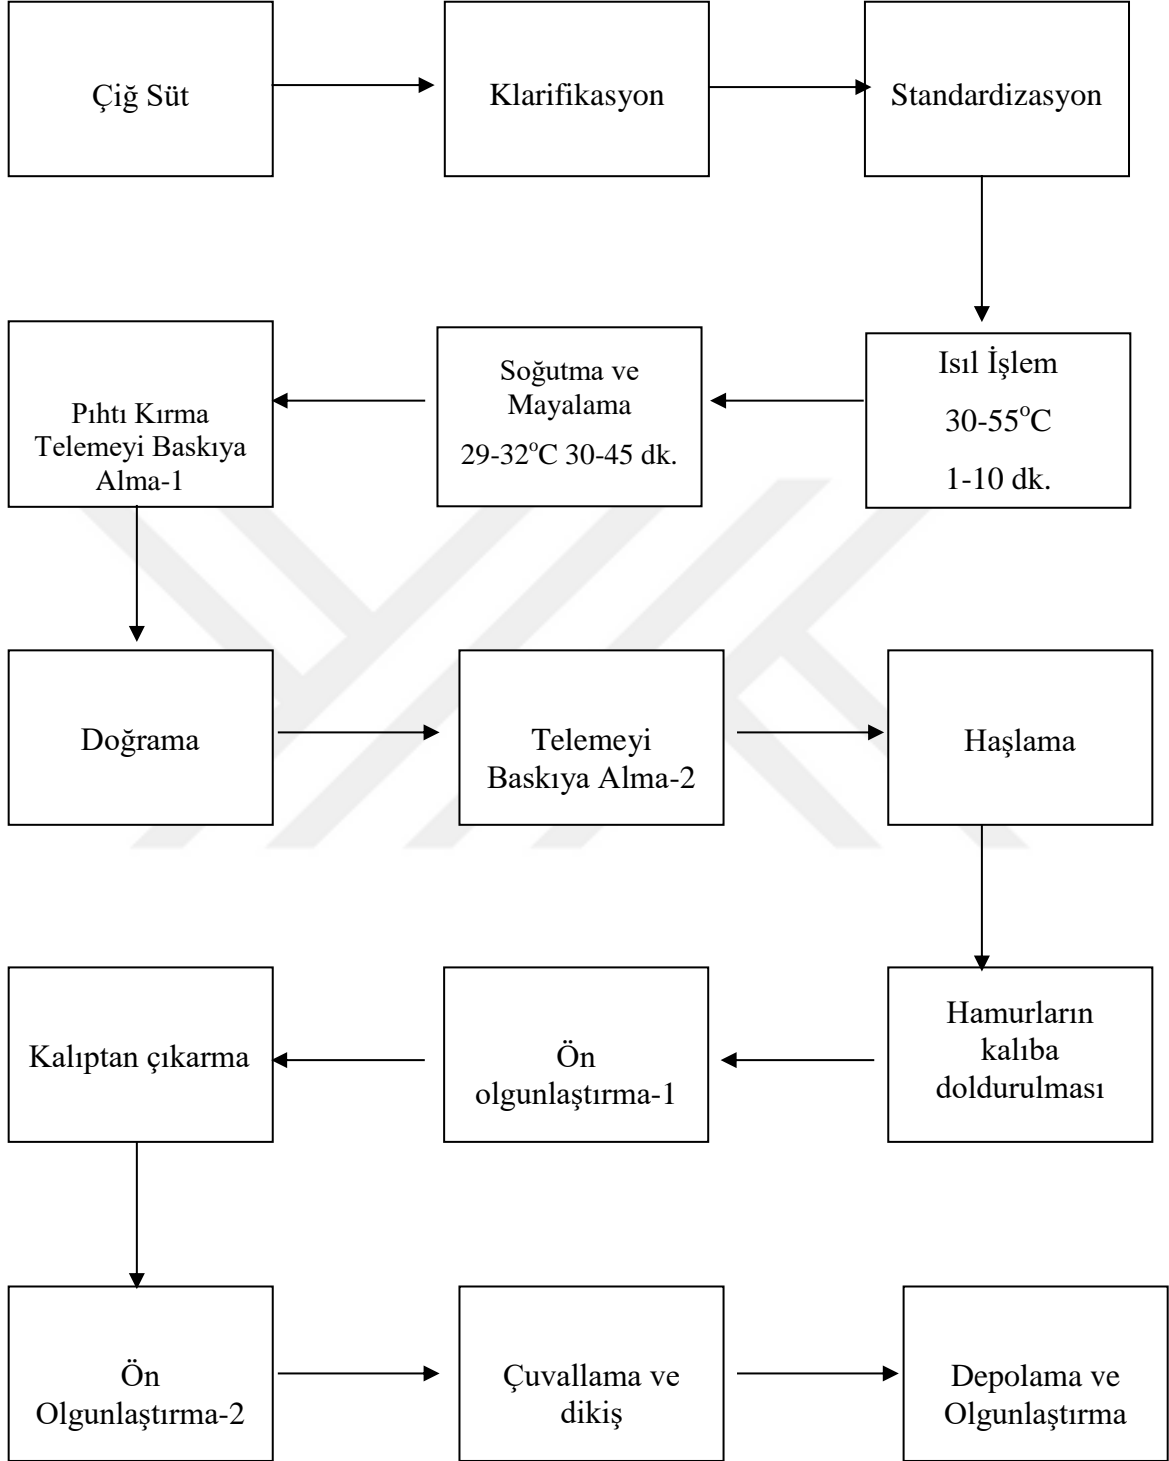 Çiğ Süt
Klarifikasyon
Standardizasyon
Isıl İşlem
30-55°C
1-10 dk.
Soğutma ve
Mayalama
29-32°C 30-45 dk.
Pıhtı Kırma
Telemeyi Baskıya
Alma-1
Doğrama
Telemeyi
Baskıya Alma-2
Haşlama
Hamurların
kalıba
doldurulması
Ön
olgunlaştırma-1
Kalıptan çıkarma
Ön
Olgunlaştırma-2
Çuvallama ve
dikiş
Depolama ve
Olgunlaştırma